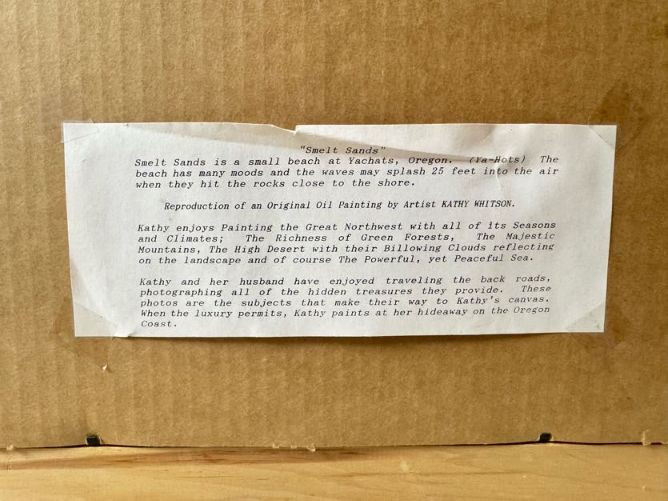 "Smelt Sands"
Smelt Sands is a small beach at Yachats, Oregon. (Ya-Hots) The
beach has many moods and the waves may splash 25 feet into the air
when they hit the rocks close to the shore.
Reproduction of an Original Oil Painting by Artist KATHY WHITSON.
Kathy enjoys Painting the Great Northwest with all of its Seasons
and Climates; The Richness of Green Forests, The Majestic
Mountains, The High Desert with their Billowing Clouds reflecting
on the landscape and of course The Powerful, yet Peaceful Sea.
Kathy and her husband have enjoyed traveling the back roads,
photographing all of the hidden treasures they provide. These
photos are the subjects that make their way to Kathy's canvas.
When the luxury permits, Kathy paints at her hideaway on the Oregon
Coast.